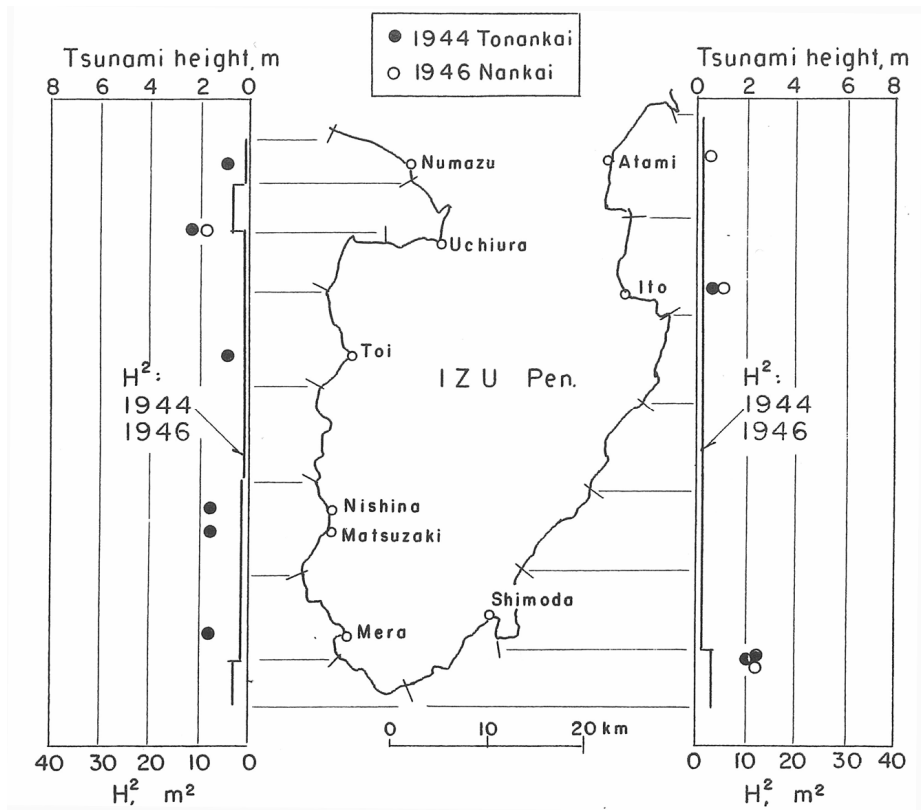 ● 1944 Tonankai
○ 1946 Nankai
Tsunami height, m
8 6 4 2 0
Tsunami height, m
0 2 4 6 8
Numazu
Atami
Uchiura
Ito
Toi
IZU Pen.
H²:
1944
1946
H²:
1944
1946
Nishina
Matsuzaki
Shimoda
Mera
0 10 20 km
40 30 20 10 0
H², m²
0 10 20 30 40
H², m²